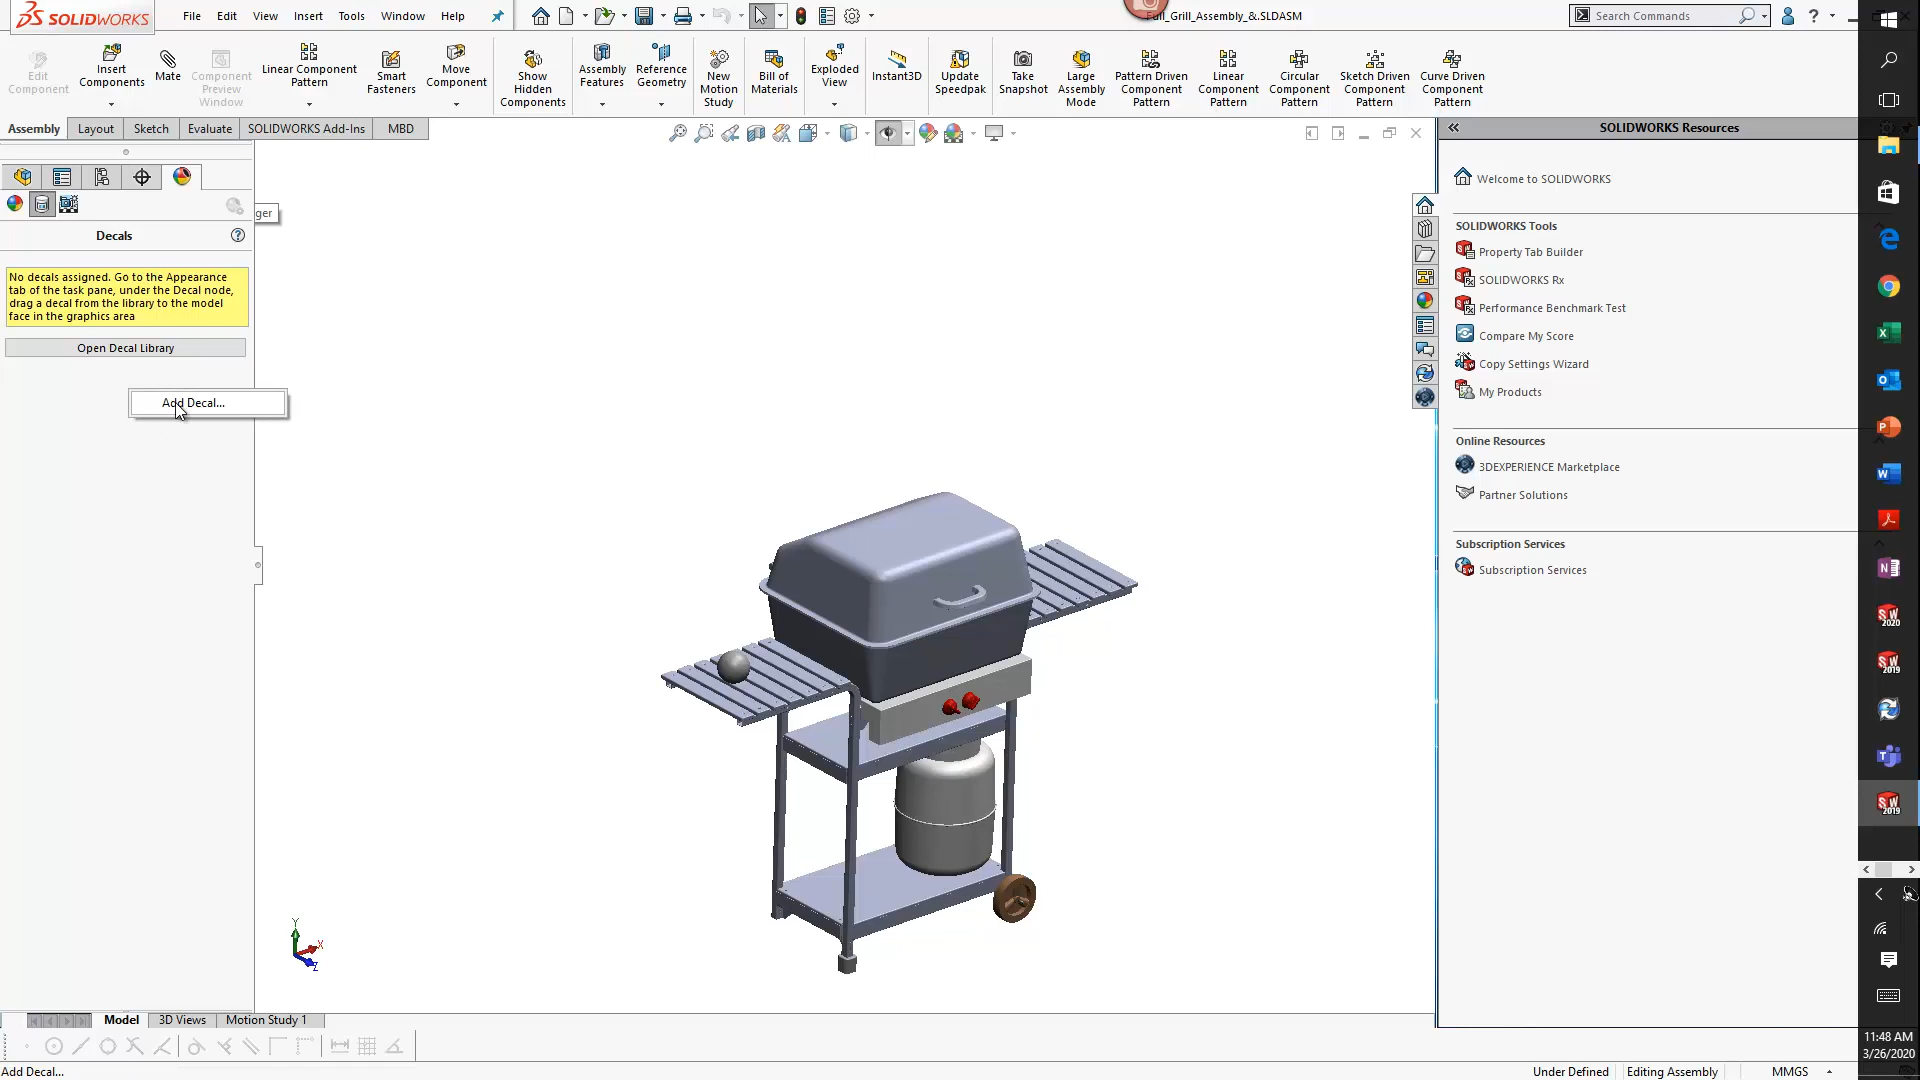 SOLIDWORKS
File Edit View Insert Tools Window Help
Full_Grill_Assembly_&.SLDASM
Search Commands
Edit Component
Insert Components
Mate
Component Preview Window
Linear Component Pattern
Smart Fasteners
Move Component
Show Hidden Components
Assembly Features
Reference Geometry
New Motion Study
Bill of Materials
Exploded View
Instant3D
Update Speedpak
Take Snapshot
Large Assembly Mode
Pattern Driven Component Pattern
Linear Component Pattern
Circular Component Pattern
Sketch Driven Component Pattern
Curve Driven Component Pattern
Assembly Layout Sketch Evaluate SOLIDWORKS Add-Ins MBD
ger
Decals
No decals assigned. Go to the Appearance
tab of the task pane, under the Decal node,
drag a decal from the library to the model
face in the graphics area
Open Decal Library
Add Decal...
Y
X
Z
SOLIDWORKS Resources
Welcome to SOLIDWORKS
SOLIDWORKS Tools
Property Tab Builder
SOLIDWORKS Rx
Performance Benchmark Test
Compare My Score
Copy Settings Wizard
My Products
Online Resources
3DEXPERIENCE Marketplace
Partner Solutions
Subscription Services
Subscription Services
SW 2020
SW 2019
SW 2019
11:48 AM
3/26/2020
Model 3D Views Motion Study 1
Add Decal...
Under Defined Editing Assembly MMGS